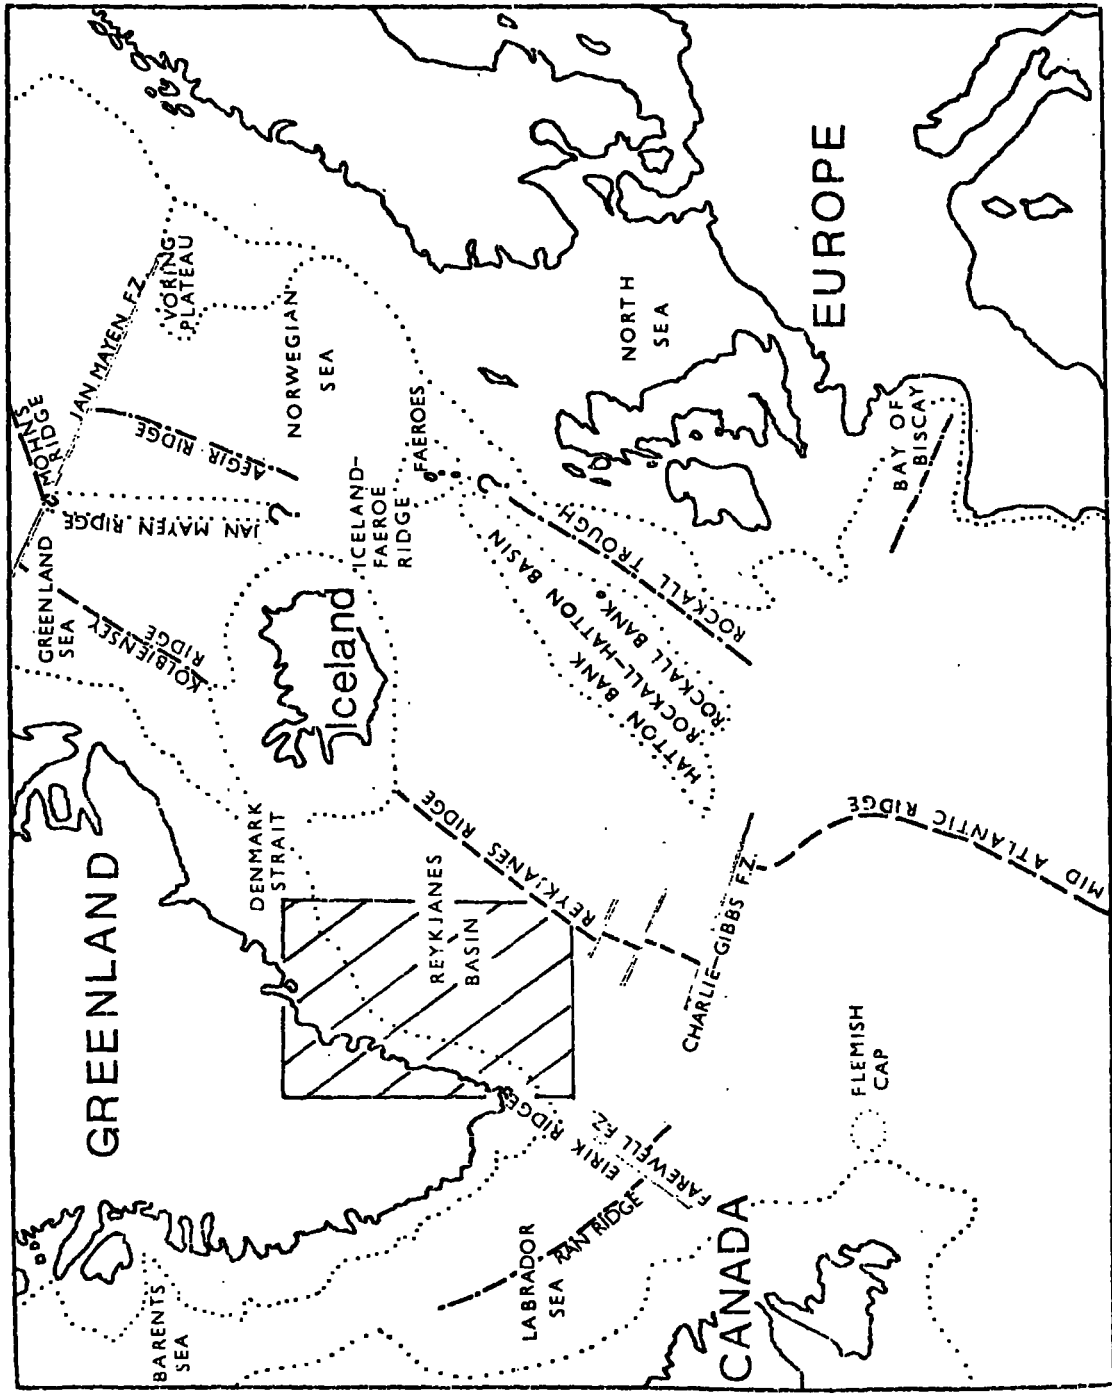 GREENLAND
CANADA
EUROPE
Iceland
BARENTS
SEA
LABRADOR
SEA
RAN RIDGE
EIRIK RIDGE
FAREWELL F.Z.
FLEMISH
CAP
CHARLIE-GIBBS F.Z.
MID ATLANTIC RIDGE
REYKJANES
BASIN
REYKJANES RIDGE
DENMARK
STRAIT
GREENLAND
SEA
KOLBIENSEY
RIDGE
JAN MAYEN RIDGE
?
MOHNS
RIDGE
JAN MAYEN F.Z.
AEGIR RIDGE
VORING
PLATEAU
NORWEGIAN
SEA
ICELAND-
FAEROE
RIDGE
FAEROES
?
HATTON BANK
ROCKALL-HATTON BASIN
ROCKALL BANK
ROCKALL TROUGH
NORTH
SEA
BAY OF
BISCAY